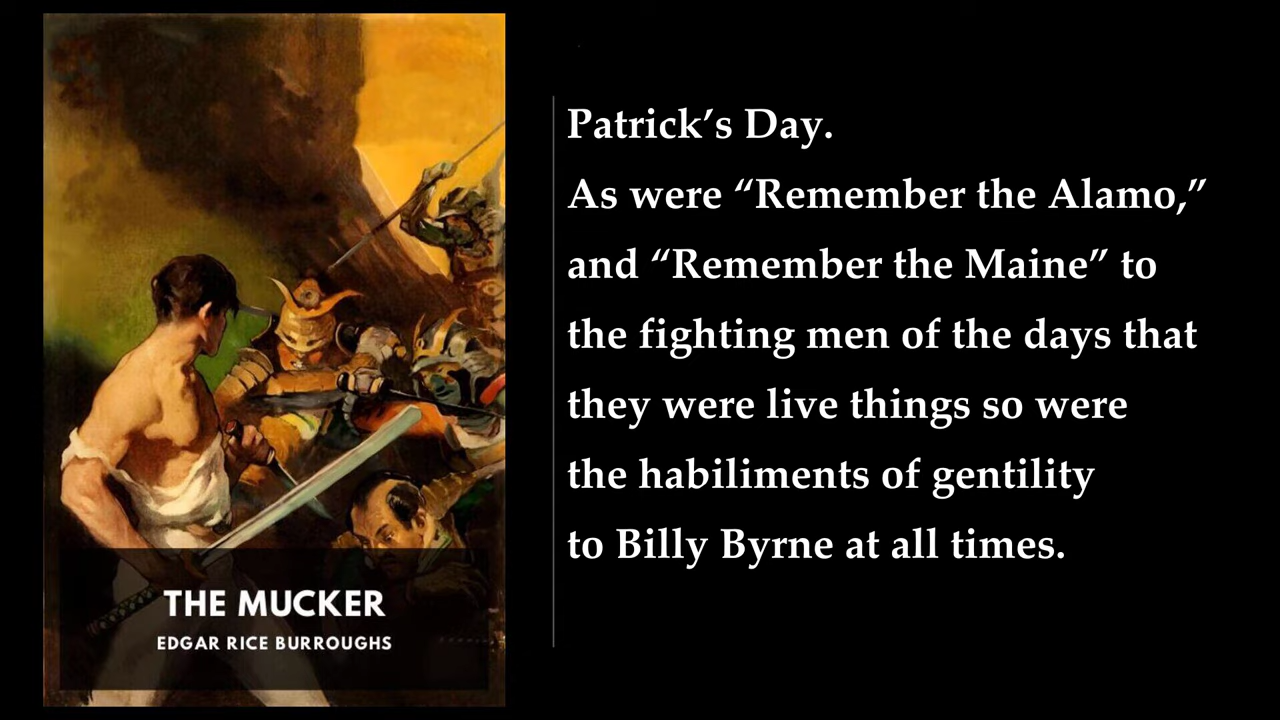 THE MUCKER
EDGAR RICE BURROUGHS
Patrick’s Day.
As were “Remember the Alamo,”
and “Remember the Maine” to
the fighting men of the days that
they were live things so were
the habiliments of gentility
to Billy Byrne at all times.